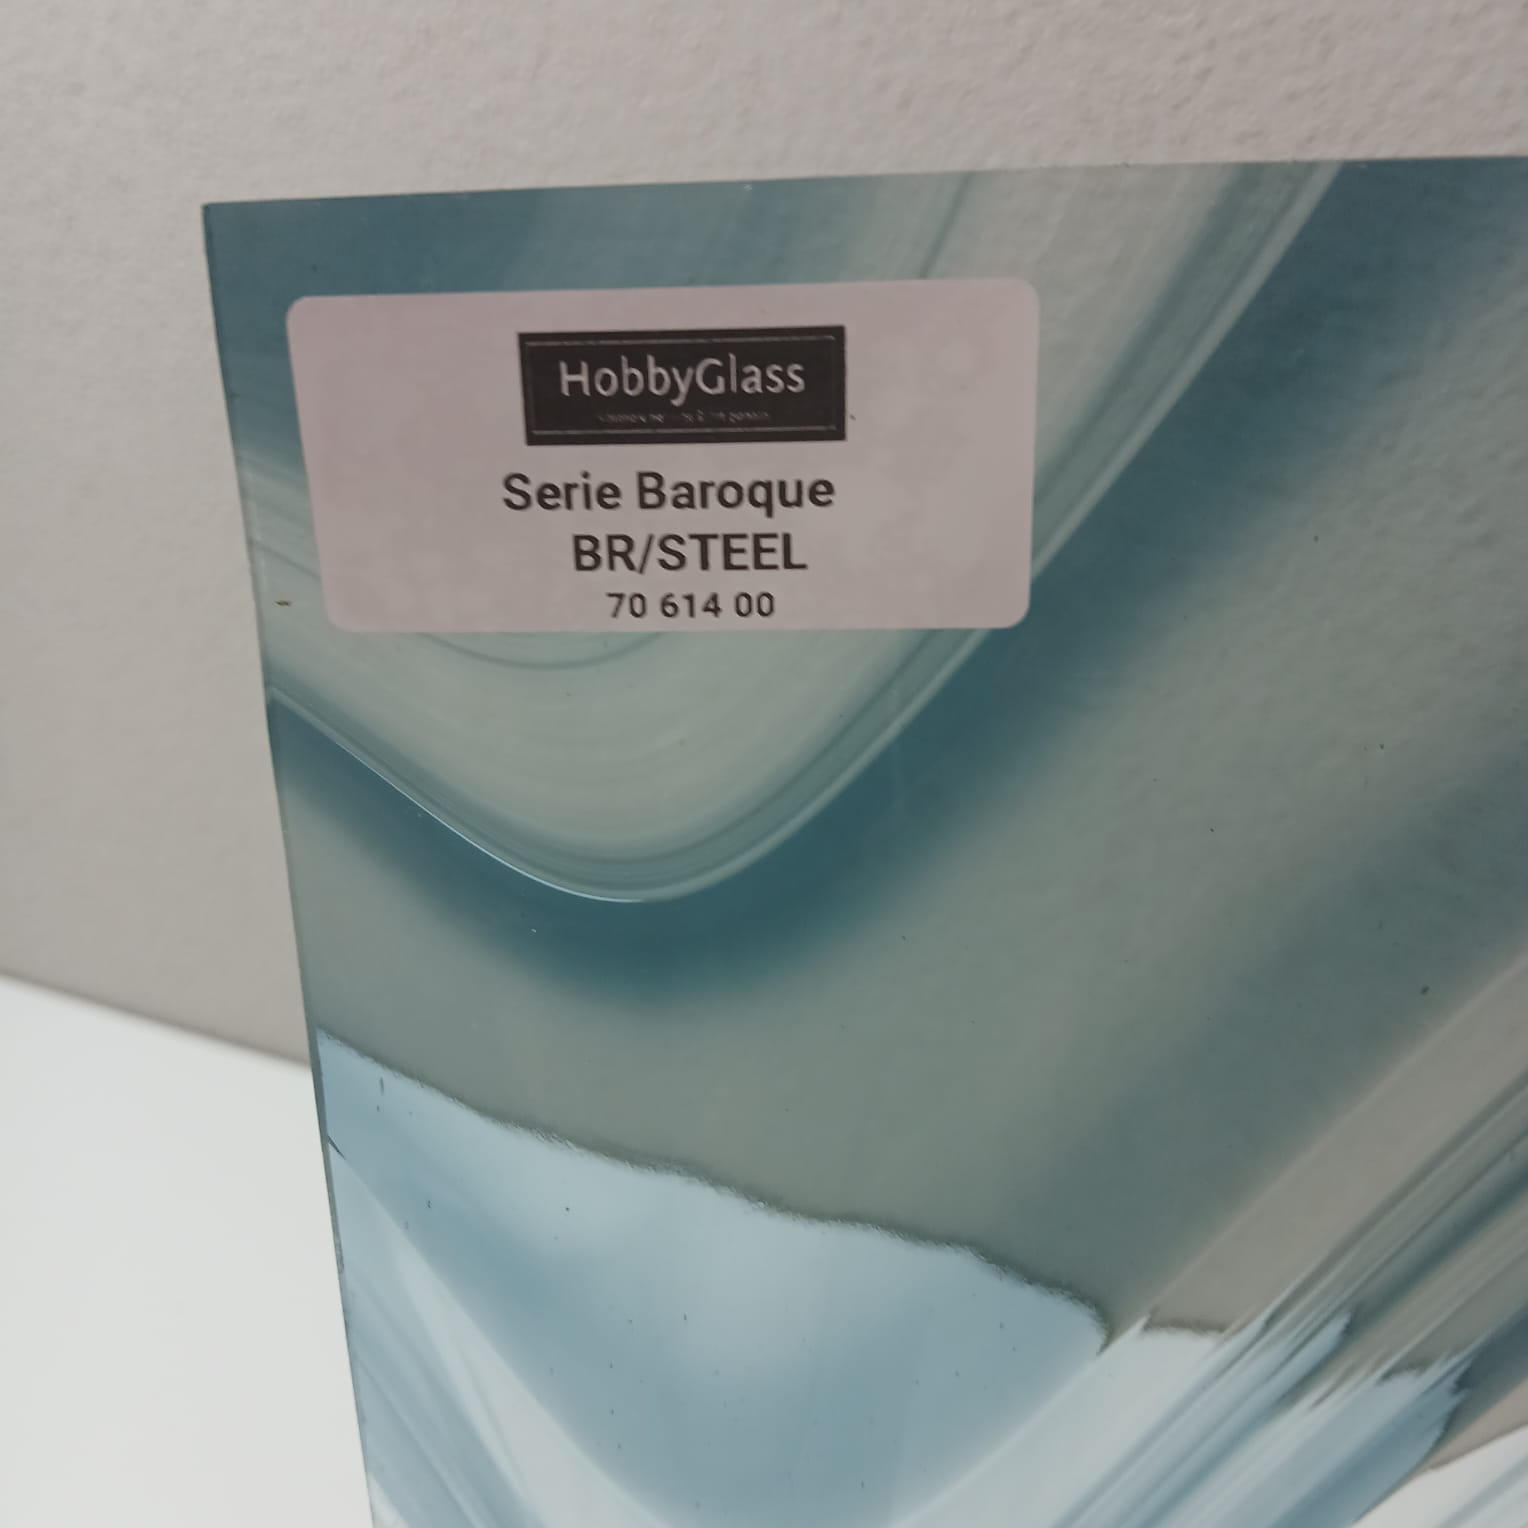 HobbyGlass
Serie Baroque
BR/STEEL
70 614 00